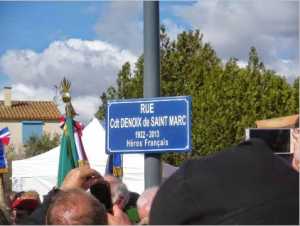 RUE
Cdt DENOIX de SAINT MARC
1922 - 2013
Héros Français